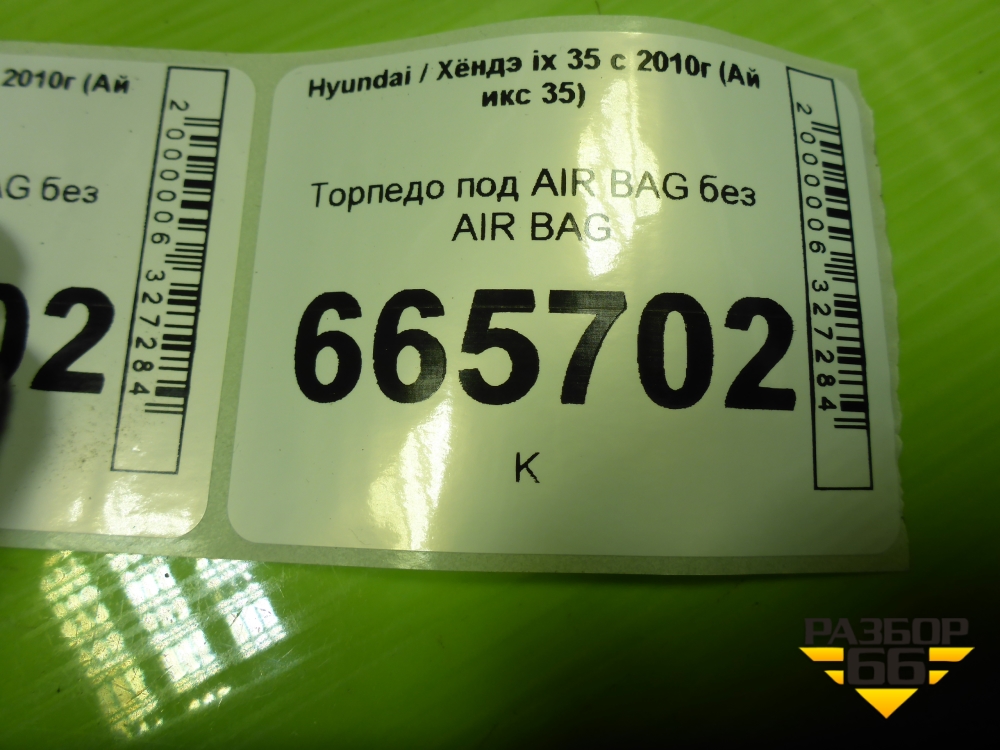 2010г (Ай
AG без
02
2000006327284
Hyundai / Хёндэ ix 35 с 2010г (Ай
икс 35)
Торпедо под AIR BAG без
AIR BAG
665702
K
2000006327284
РАЗБОР
66